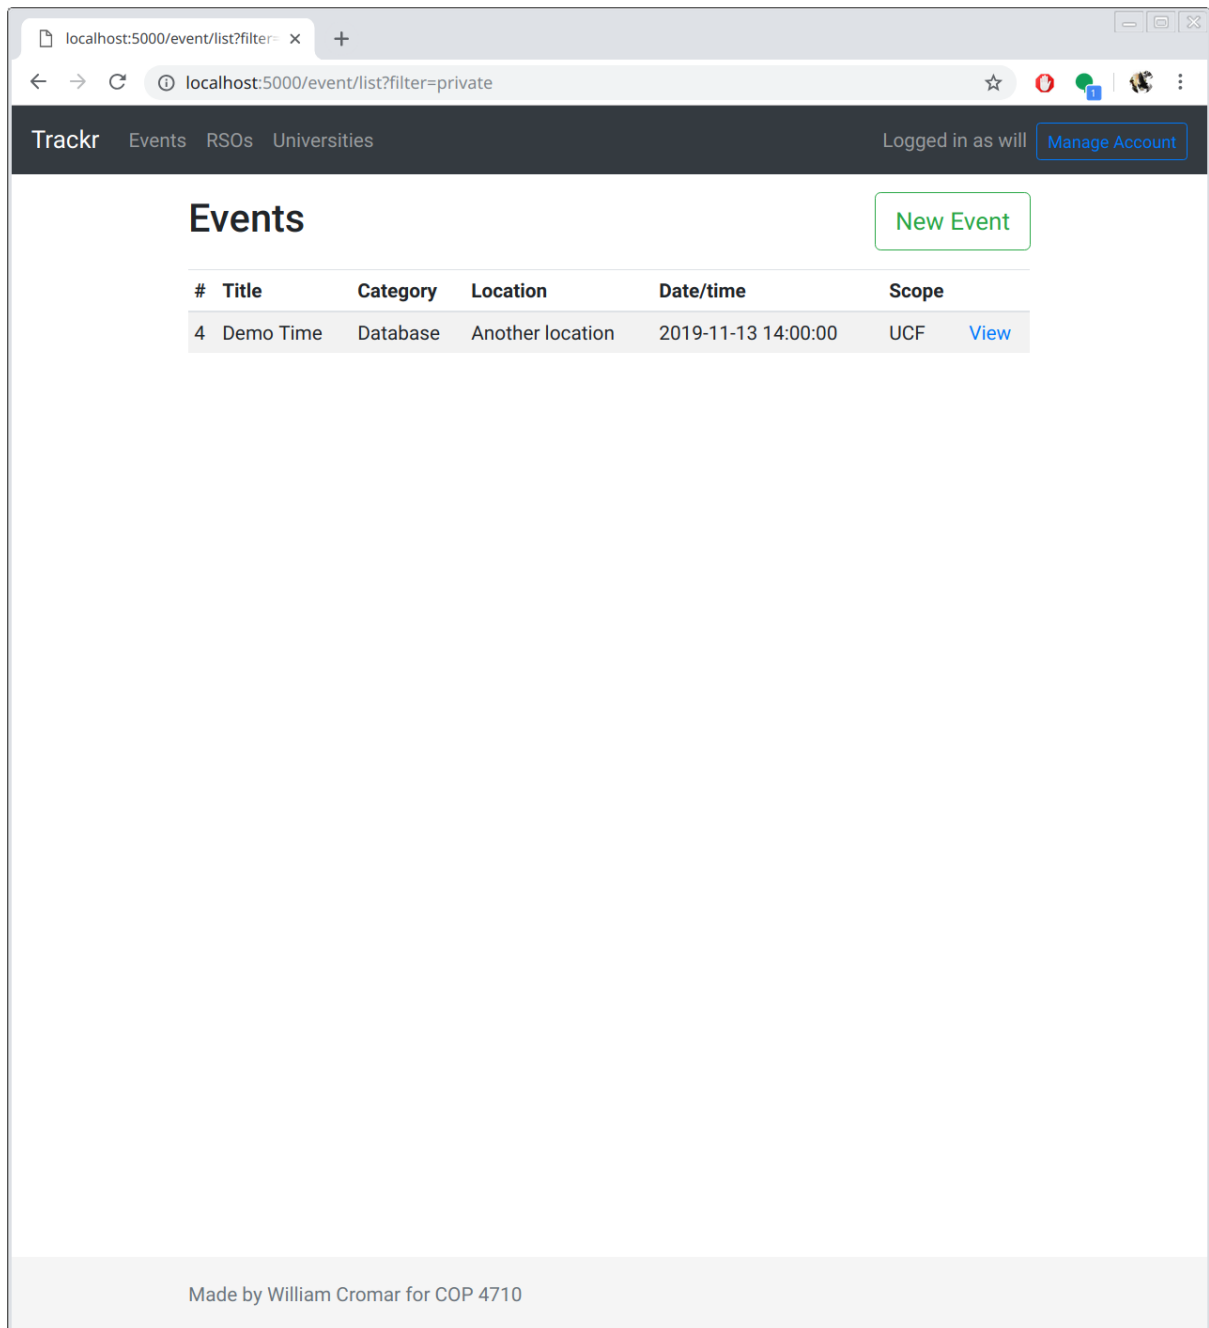 localhost:5000/event/list?filter=
localhost:5000/event/list?filter=private
1
Trackr Events RSOs Universities Logged in as will Manage Account
Events New Event
# Title Category Location Date/time Scope
4 Demo Time Database Another location 2019-11-13 14:00:00 UCF View
Made by William Cromar for COP 4710